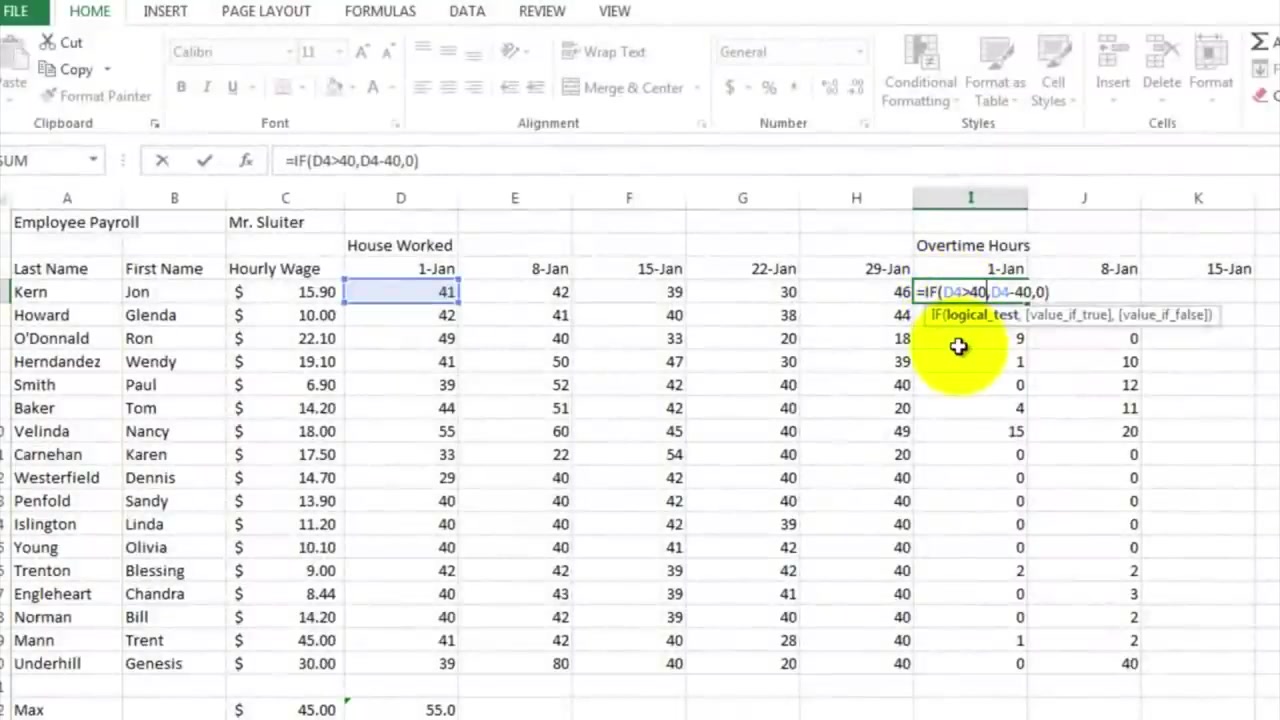 FILE HOME INSERT PAGE LAYOUT FORMULAS DATA REVIEW VIEW
Cut Calibri 11 A A Wrap Text General
Copy
Format Painter B I U A Merge & Center $ % Conditional Formatting Format as Table Cell Styles Insert Delete Format
Clipboard Font Alignment Number Styles Cells
fx =IF(D4>40,D4-40,0)
A B C D E F G H I J K
Employee Payroll Mr. Sluiter
House Worked Overtime Hours
Last Name First Name Hourly Wage 1-Jan 8-Jan 15-Jan 22-Jan 29-Jan 1-Jan 8-Jan 15-Jan
Kern Jon $ 15.90 41 42 39 30 46 =IF(D4>40,D4-40,0)
Howard Glenda $ 10.00 42 41 40 38 44 IF(logical_test, [value_if_true], [value_if_false])
O'Donnald Ron $ 22.10 49 40 33 20 18 9 0
Herndandez Wendy $ 19.10 41 50 47 30 39 1 10
Smith Paul $ 6.90 39 52 42 40 40 0 12
Baker Tom $ 14.20 44 51 42 40 20 4 11
Velinda Nancy $ 18.00 55 60 45 40 49 15 20
Carnehan Karen $ 17.50 33 22 54 40 20 0 0
Westerfield Dennis $ 14.70 29 40 42 40 40 0 0
Penfold Sandy $ 13.90 40 40 42 40 40 0 0
Islington Linda $ 11.20 40 40 42 39 40 0 0
Young Olivia $ 10.10 40 40 41 42 40 0 0
Trenton Blessing $ 9.00 42 42 39 42 40 2 2
Engleheart Chandra $ 8.44 40 43 39 41 40 0 3
Norman Bill $ 14.20 40 42 39 40 40 0 2
Mann Trent $ 45.00 41 42 40 28 40 1 2
Underhill Genesis $ 30.00 39 80 40 20 40 0 40
Max $ 45.00 55.0